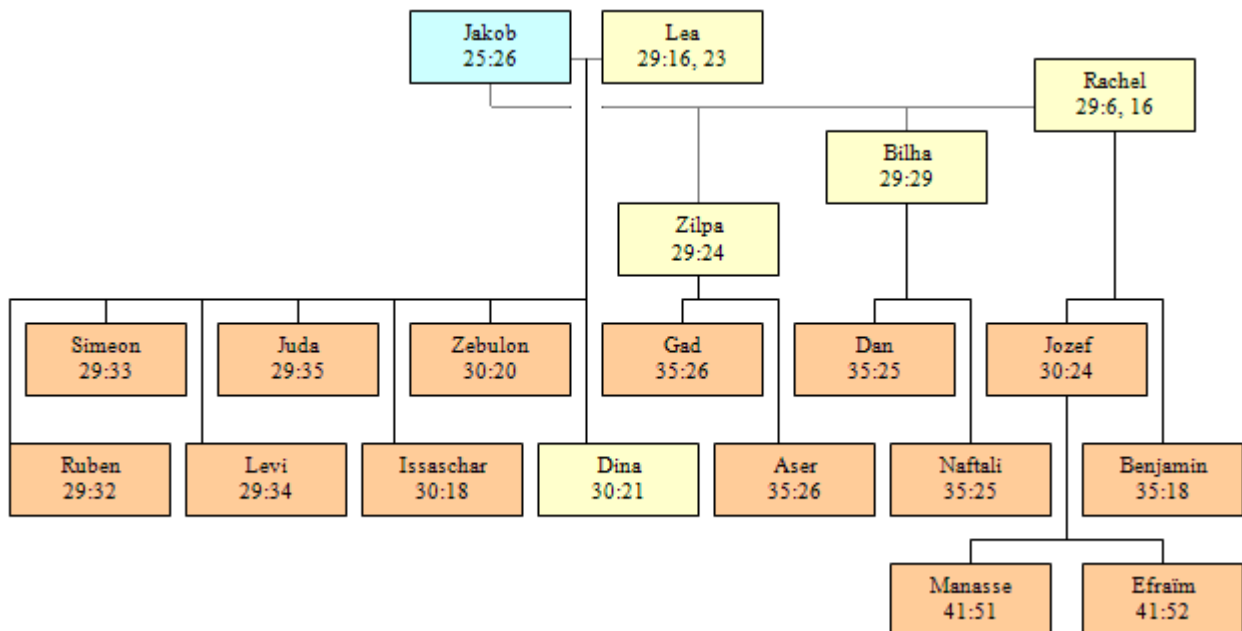 Jakob
25:26
Lea
29:16, 23
Rachel
29:6, 16
Bilha
29:29
Zilpa
29:24
Simeon
29:33
Juda
29:35
Zebulon
30:20
Gad
35:26
Dan
35:25
Jozef
30:24
Ruben
29:32
Levi
29:34
Issaschar
30:18
Dina
30:21
Aser
35:26
Naftali
35:25
Benjamin
35:18
Manasse
41:51
Efraïm
41:52